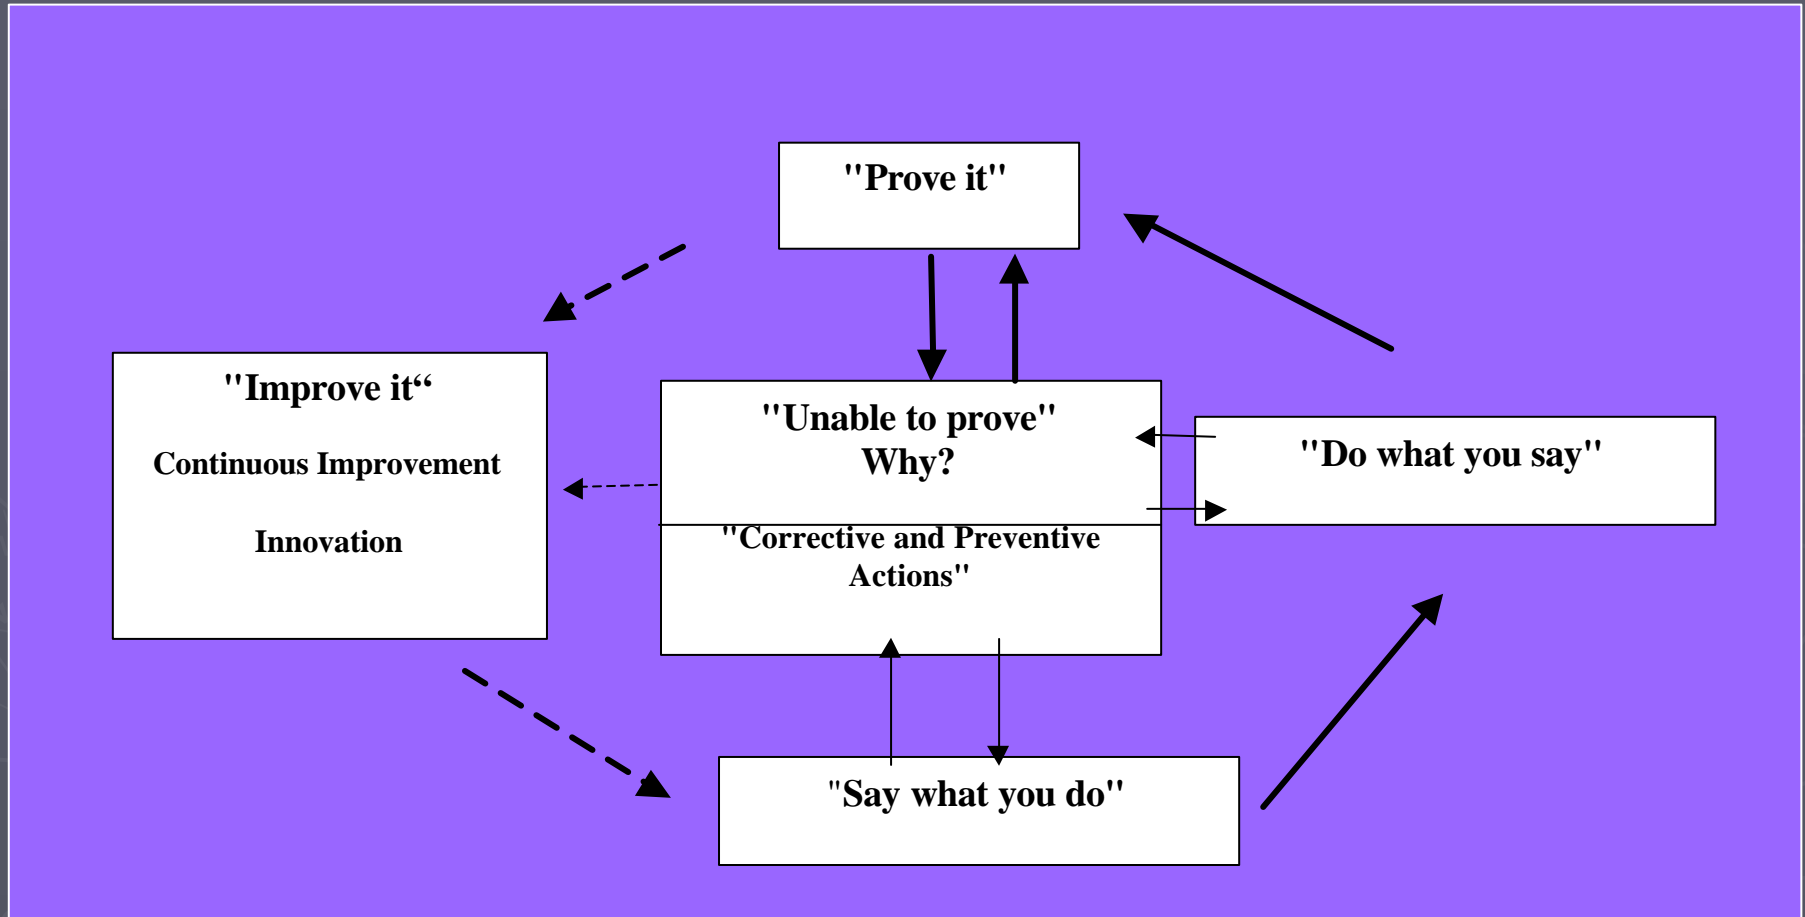 "Prove it"
"Improve it“
Continuous Improvement
Innovation
"Unable to prove"
Why?
"Corrective and Preventive
Actions"
"Do what you say"
"Say what you do"